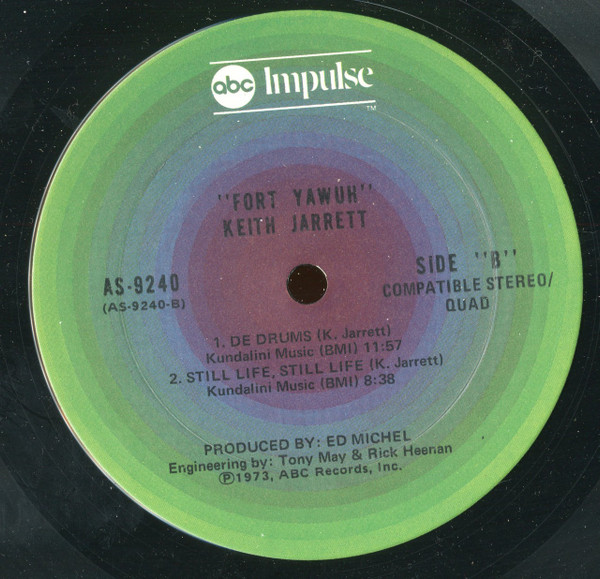 abc Impulse
TM
"FORT YAWUH"
KEITH JARRETT
AS-9240
(AS-9240-B)
SIDE "B"
COMPATIBLE STEREO/
QUAD
1. DE DRUMS (K. Jarrett)
Kundalini Music (BMI) 11:57
2. STILL LIFE, STILL LIFE (K. Jarrett)
Kundalini Music (BMI) 8:38
PRODUCED BY: ED MICHEL
Engineering by: Tony May & Rick Heenan
Ⓟ1973, ABC Records, Inc.